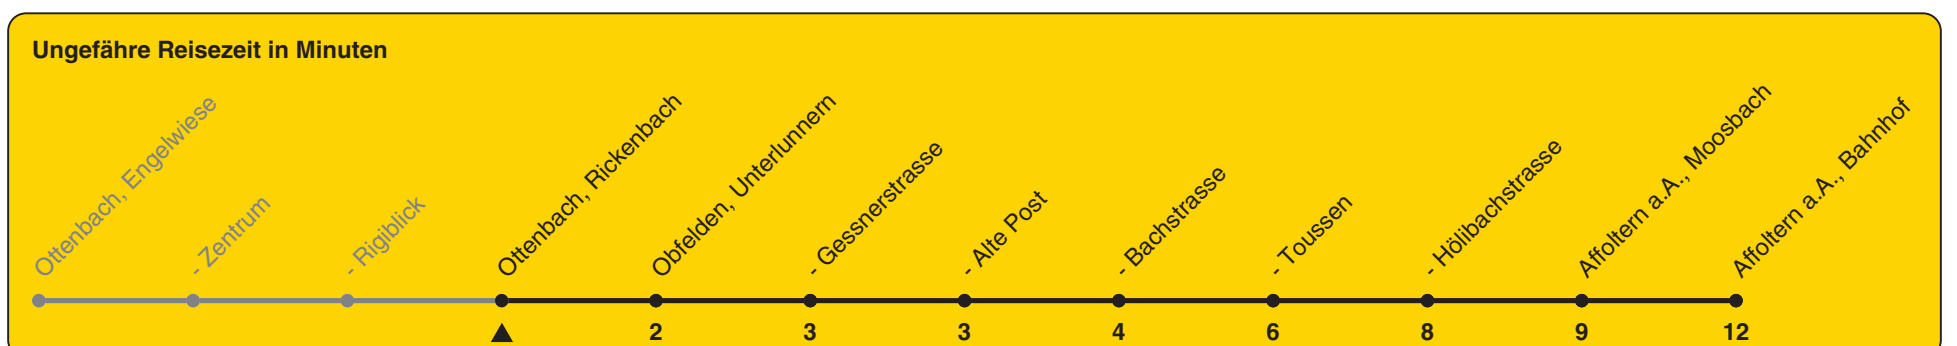 Ungefähre Reisezeit in Minuten
Ottenbach, Engelwiese
- Zentrum
- Rigiblick
Ottenbach, Rickenbach
Obfelden, Unterlunnern
- Gessnerstrasse
- Alte Post
- Bachstrasse
- Toussen
- Hölibachstrasse
Affoltern a.A., Moosbach
Affoltern a.A., Bahnhof
2 3 3 4 6 8 9 12